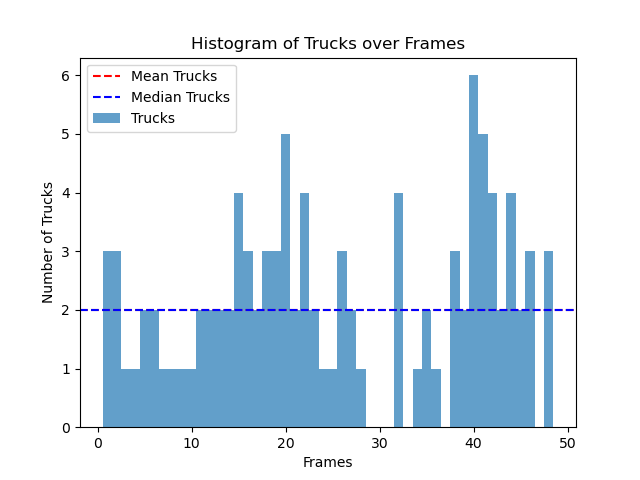 Histogram of Trucks over Frames
Mean Trucks
Median Trucks
Trucks
Number of Trucks
6
5
4
3
2
1
0
0 10 20 30 40 50
Frames